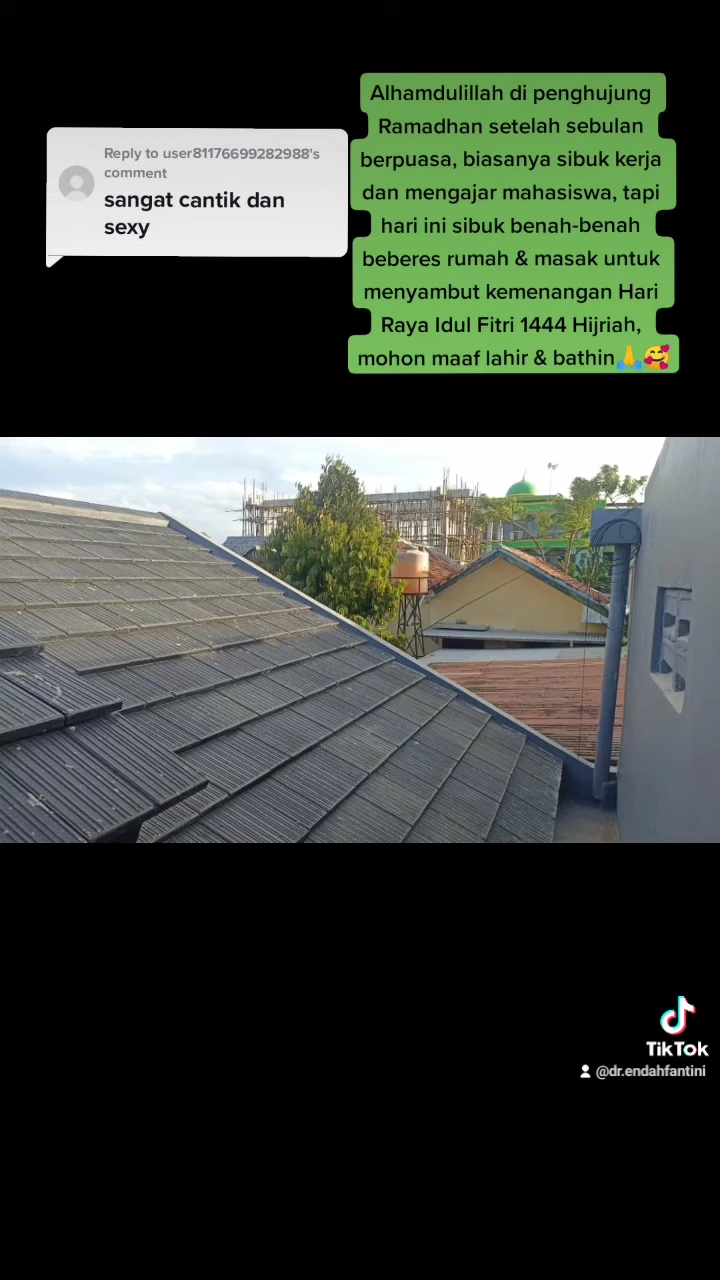 Reply to user81176699282988's
comment
sangat cantik dan
sexy
Alhamdulillah di penghujung
Ramadhan setelah sebulan
berpuasa, biasanya sibuk kerja
dan mengajar mahasiswa, tapi
hari ini sibuk benah-benah
beberes rumah & masak untuk
menyambut kemenangan Hari
Raya Idul Fitri 1444 Hijriah,
mohon maaf lahir & bathin🙏🥰
TikTok
@dr.endahfantini